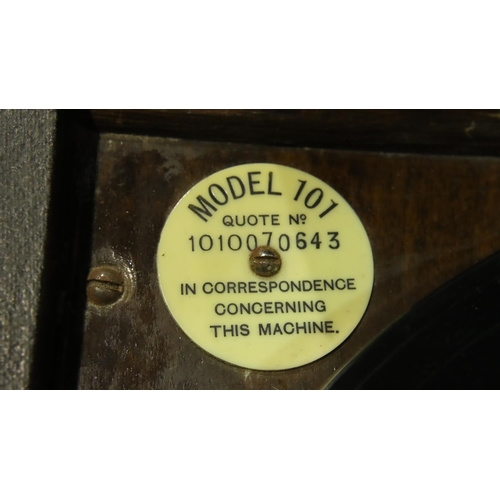 MODEL 101
QUOTE Nº
1010070643
IN CORRESPONDENCE
CONCERNING
THIS MACHINE.